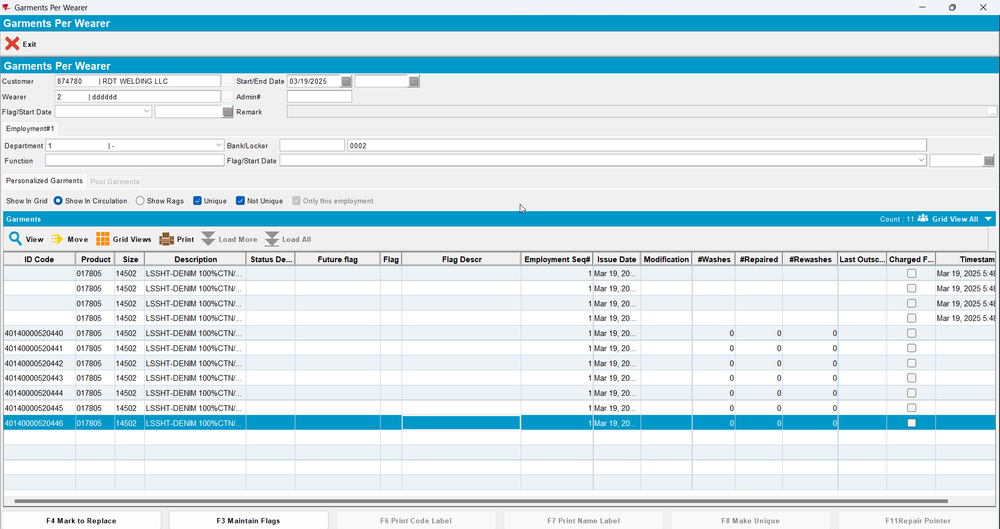 Garments Per Wearer
Garments Per Wearer
Exit
Garments Per Wearer
Customer 874780 | RDT WELDING LLC ... Start/End Date 03/19/2025
Wearer 2 | dddddd ... Admin#
Flag/Start Date Remark ...
Employment#1
Department 1 | - Bank/Locker 0002
Function Flag/Start Date
Personalized Garments Pool Garments
Show In Grid Show In Circulation Show Rags Unique Not Unique Only this employment
Garments Count : 11 Grid View All
View Move Grid Views Print Load More Load All
ID Code Product Size Description Status De... Future flag Flag Flag Descr Employment Seq# Issue Date Modification #Washes #Repaired #Rewashes Last Outsc... Charged F... Timestam
017805 14502 LSSHT-DENIM 100%CTN/... 1 Mar 19, 20... Mar 19, 2025 5:48
017805 14502 LSSHT-DENIM 100%CTN/... 1 Mar 19, 20... Mar 19, 2025 5:48
017805 14502 LSSHT-DENIM 100%CTN/... 1 Mar 19, 20... Mar 19, 2025 5:48
017805 14502 LSSHT-DENIM 100%CTN/... 1 Mar 19, 20... Mar 19, 2025 5:48
40140000520440 017805 14502 LSSHT-DENIM 100%CTN/... 1 Mar 19, 20... 0 0 0
40140000520441 017805 14502 LSSHT-DENIM 100%CTN/... 1 Mar 19, 20... 0 0 0
40140000520442 017805 14502 LSSHT-DENIM 100%CTN/... 1 Mar 19, 20... 0 0 0
40140000520443 017805 14502 LSSHT-DENIM 100%CTN/... 1 Mar 19, 20... 0 0 0
40140000520444 017805 14502 LSSHT-DENIM 100%CTN/... 1 Mar 19, 20... 0 0 0
40140000520445 017805 14502 LSSHT-DENIM 100%CTN/... 1 Mar 19, 20... 0 0 0
40140000520446 017805 14502 LSSHT-DENIM 100%CTN/... 1 Mar 19, 20... 0 0 0
F4 Mark to Replace F3 Maintain Flags F6 Print Code Label F7 Print Name Label F8 Make Unique F11Repair Pointer